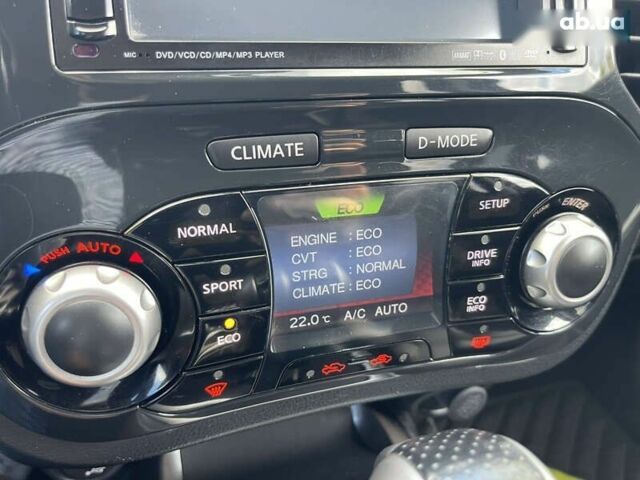 ab.ua
MIC DVD/VCD/CD/MP4/MP3 PLAYER
CLIMATE
D-MODE
PUSH AUTO
NORMAL
SPORT
ECO
ECO
ENGINE : ECO
CVT : ECO
STRG : NORMAL
CLIMATE : ECO
22.0℃ A/C AUTO
SETUP
DRIVE
INFO
ECO
INFO
PUSH ENTER